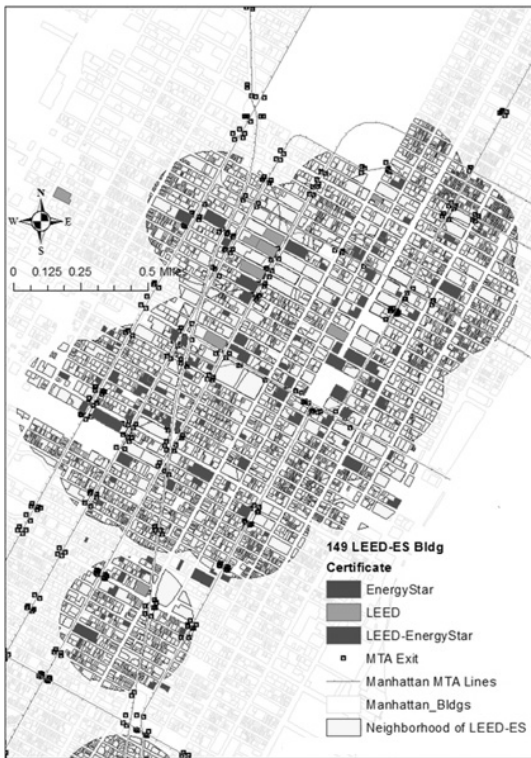 N
W E
S
0 0.125 0.25 0.5 Miles
149 LEED-ES Bldg
Certificate
EnergyStar
LEED
LEED-EnergyStar
MTA Exit
Manhattan MTA Lines
Manhattan_Bldgs
Neighborhood of LEED-ES